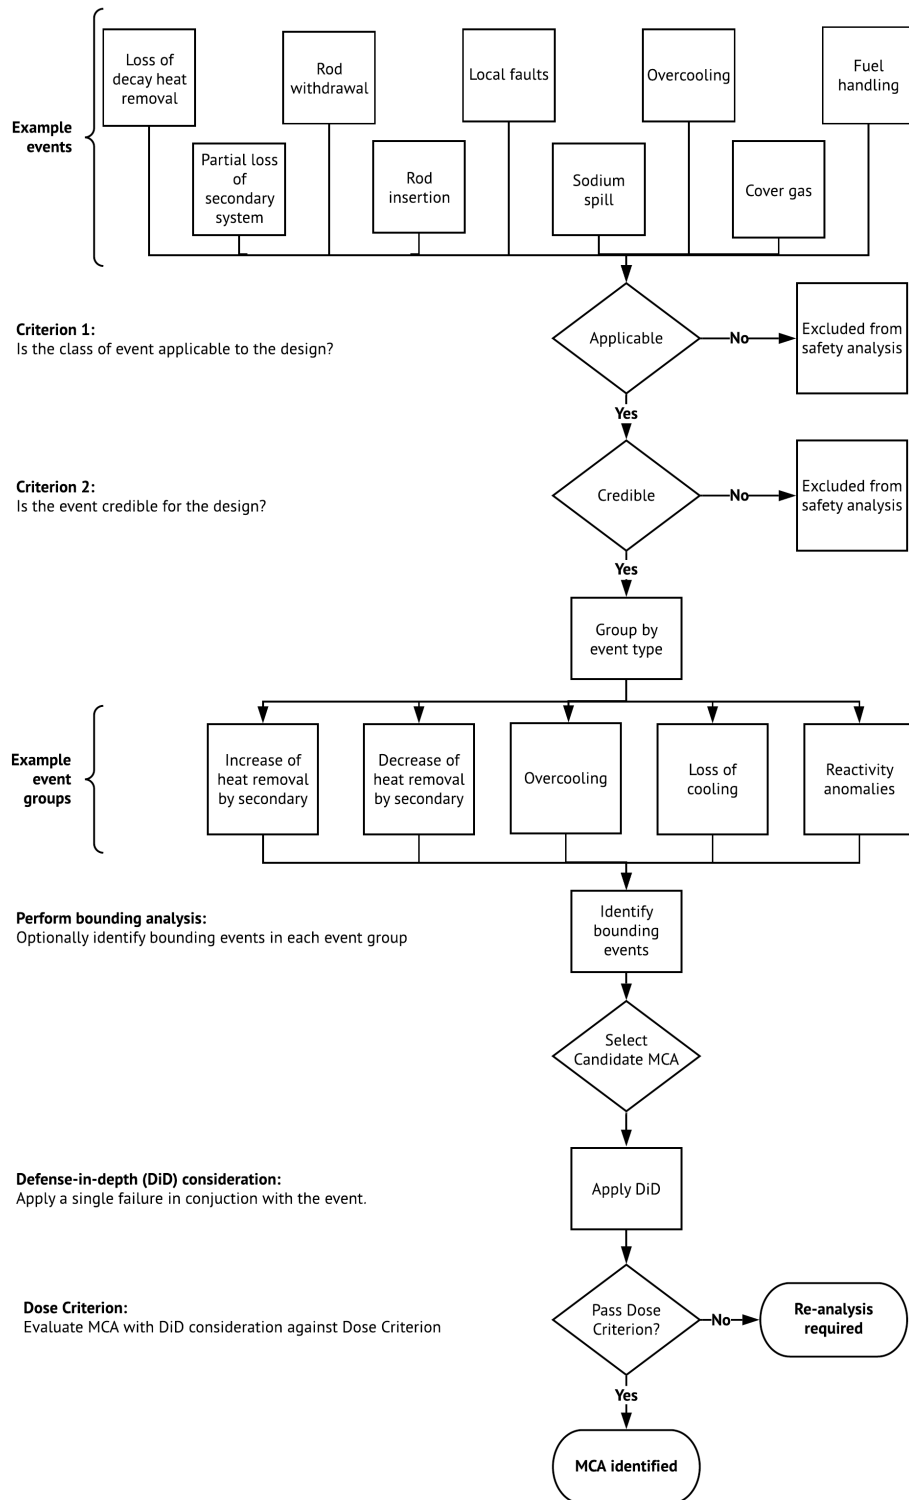 Loss of
decay heat
removal
Rod
withdrawal
Local faults
Overcooling
Fuel
handling
Example
events
Partial loss
of
secondary
system
Rod
insertion
Sodium
spill
Cover gas
Criterion 1:
Is the class of event applicable to the design?
Applicable
No
Excluded from
safety analysis
Yes
Criterion 2:
Is the event credible for the design?
Credible
No
Excluded from
safety analysis
Yes
Group by
event type
Example
event
groups
Increase of
heat removal
by secondary
Decrease of
heat removal
by secondary
Overcooling
Loss of
cooling
Reactivity
anomalies
Perform bounding analysis:
Optionally identify bounding events in each event group
Identify
bounding
events
Select
Candidate MCA
Defense-in-depth (DiD) consideration:
Apply a single failure in conjuction with the event.
Apply DiD
Dose Criterion:
Evaluate MCA with DiD consideration against Dose Criterion
Pass Dose
Criterion?
No
Re-analysis
required
Yes
MCA identified